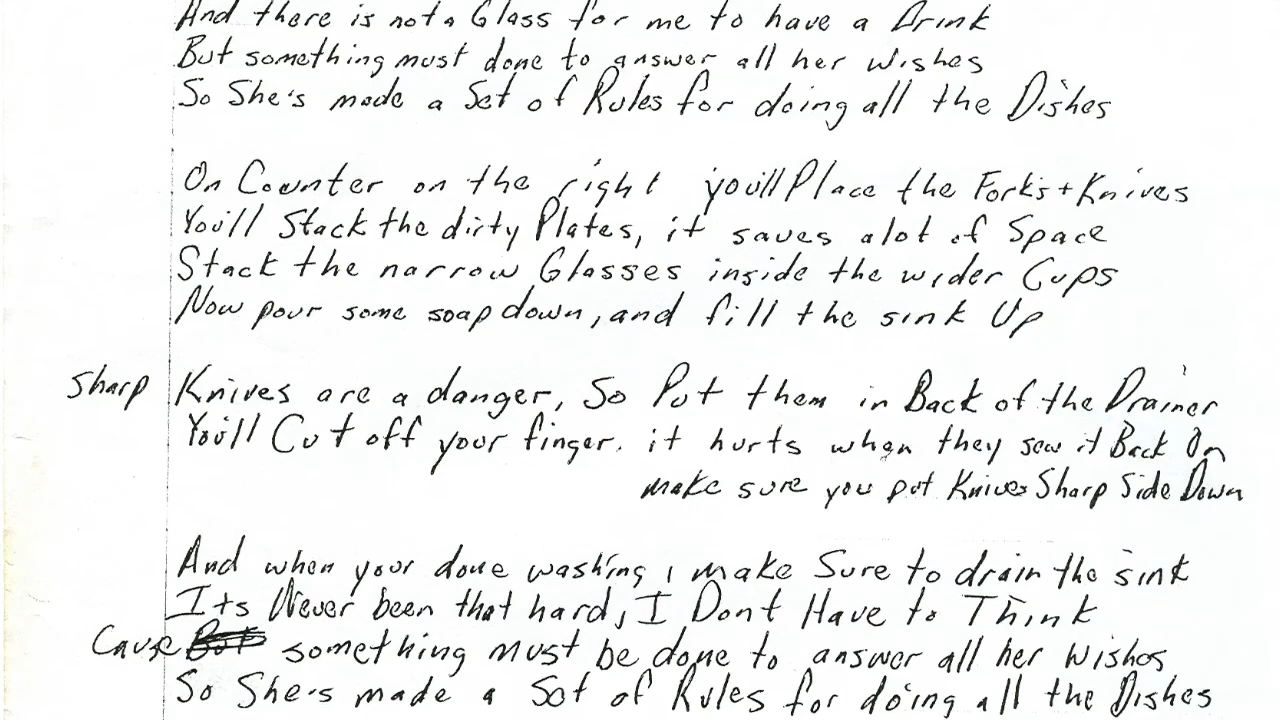 And there is not a Glass for me to have a Drink
But something must done to answer all her wishes
So She's made a Set of Rules for doing all the Dishes
On Counter on the right you'll Place the Forks + Knives
You'll Stack the dirty Plates, it saves alot of Space
Stack the narrow Glasses inside the wider Cups
Now pour some soap down, and fill the sink Up
Sharp Knives are a danger, So Put them in Back of the Drainer
You'll Cut off your finger. it hurts when they sew it Back On
make sure you put Knives Sharp Side Down
And when your done washing, make Sure to drain the sink
Its Never been that hard, I Dont Have to Think
Cause But something must be done to answer all her wishes
So She's made a Set of Rules for doing all the Dishes